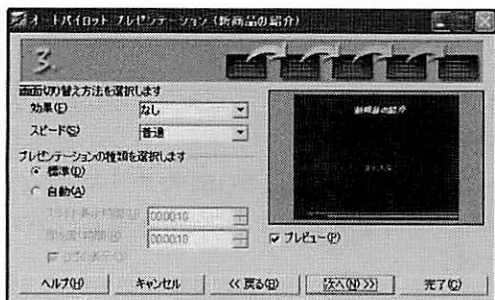 オートパイロット プレゼンテーション (新商品の紹介)
3.
画面切り替え方法を選択します
効果(F) なし
スピード(S) 普通
プレゼンテーションの種類を選択します
標準(D)
自動(A)
00:00:10
00:00:10
新商品の紹介
プレビュー(P)
ヘルプ(H) キャンセル << 戻る(B) 次へ(N) >> 完了(C)